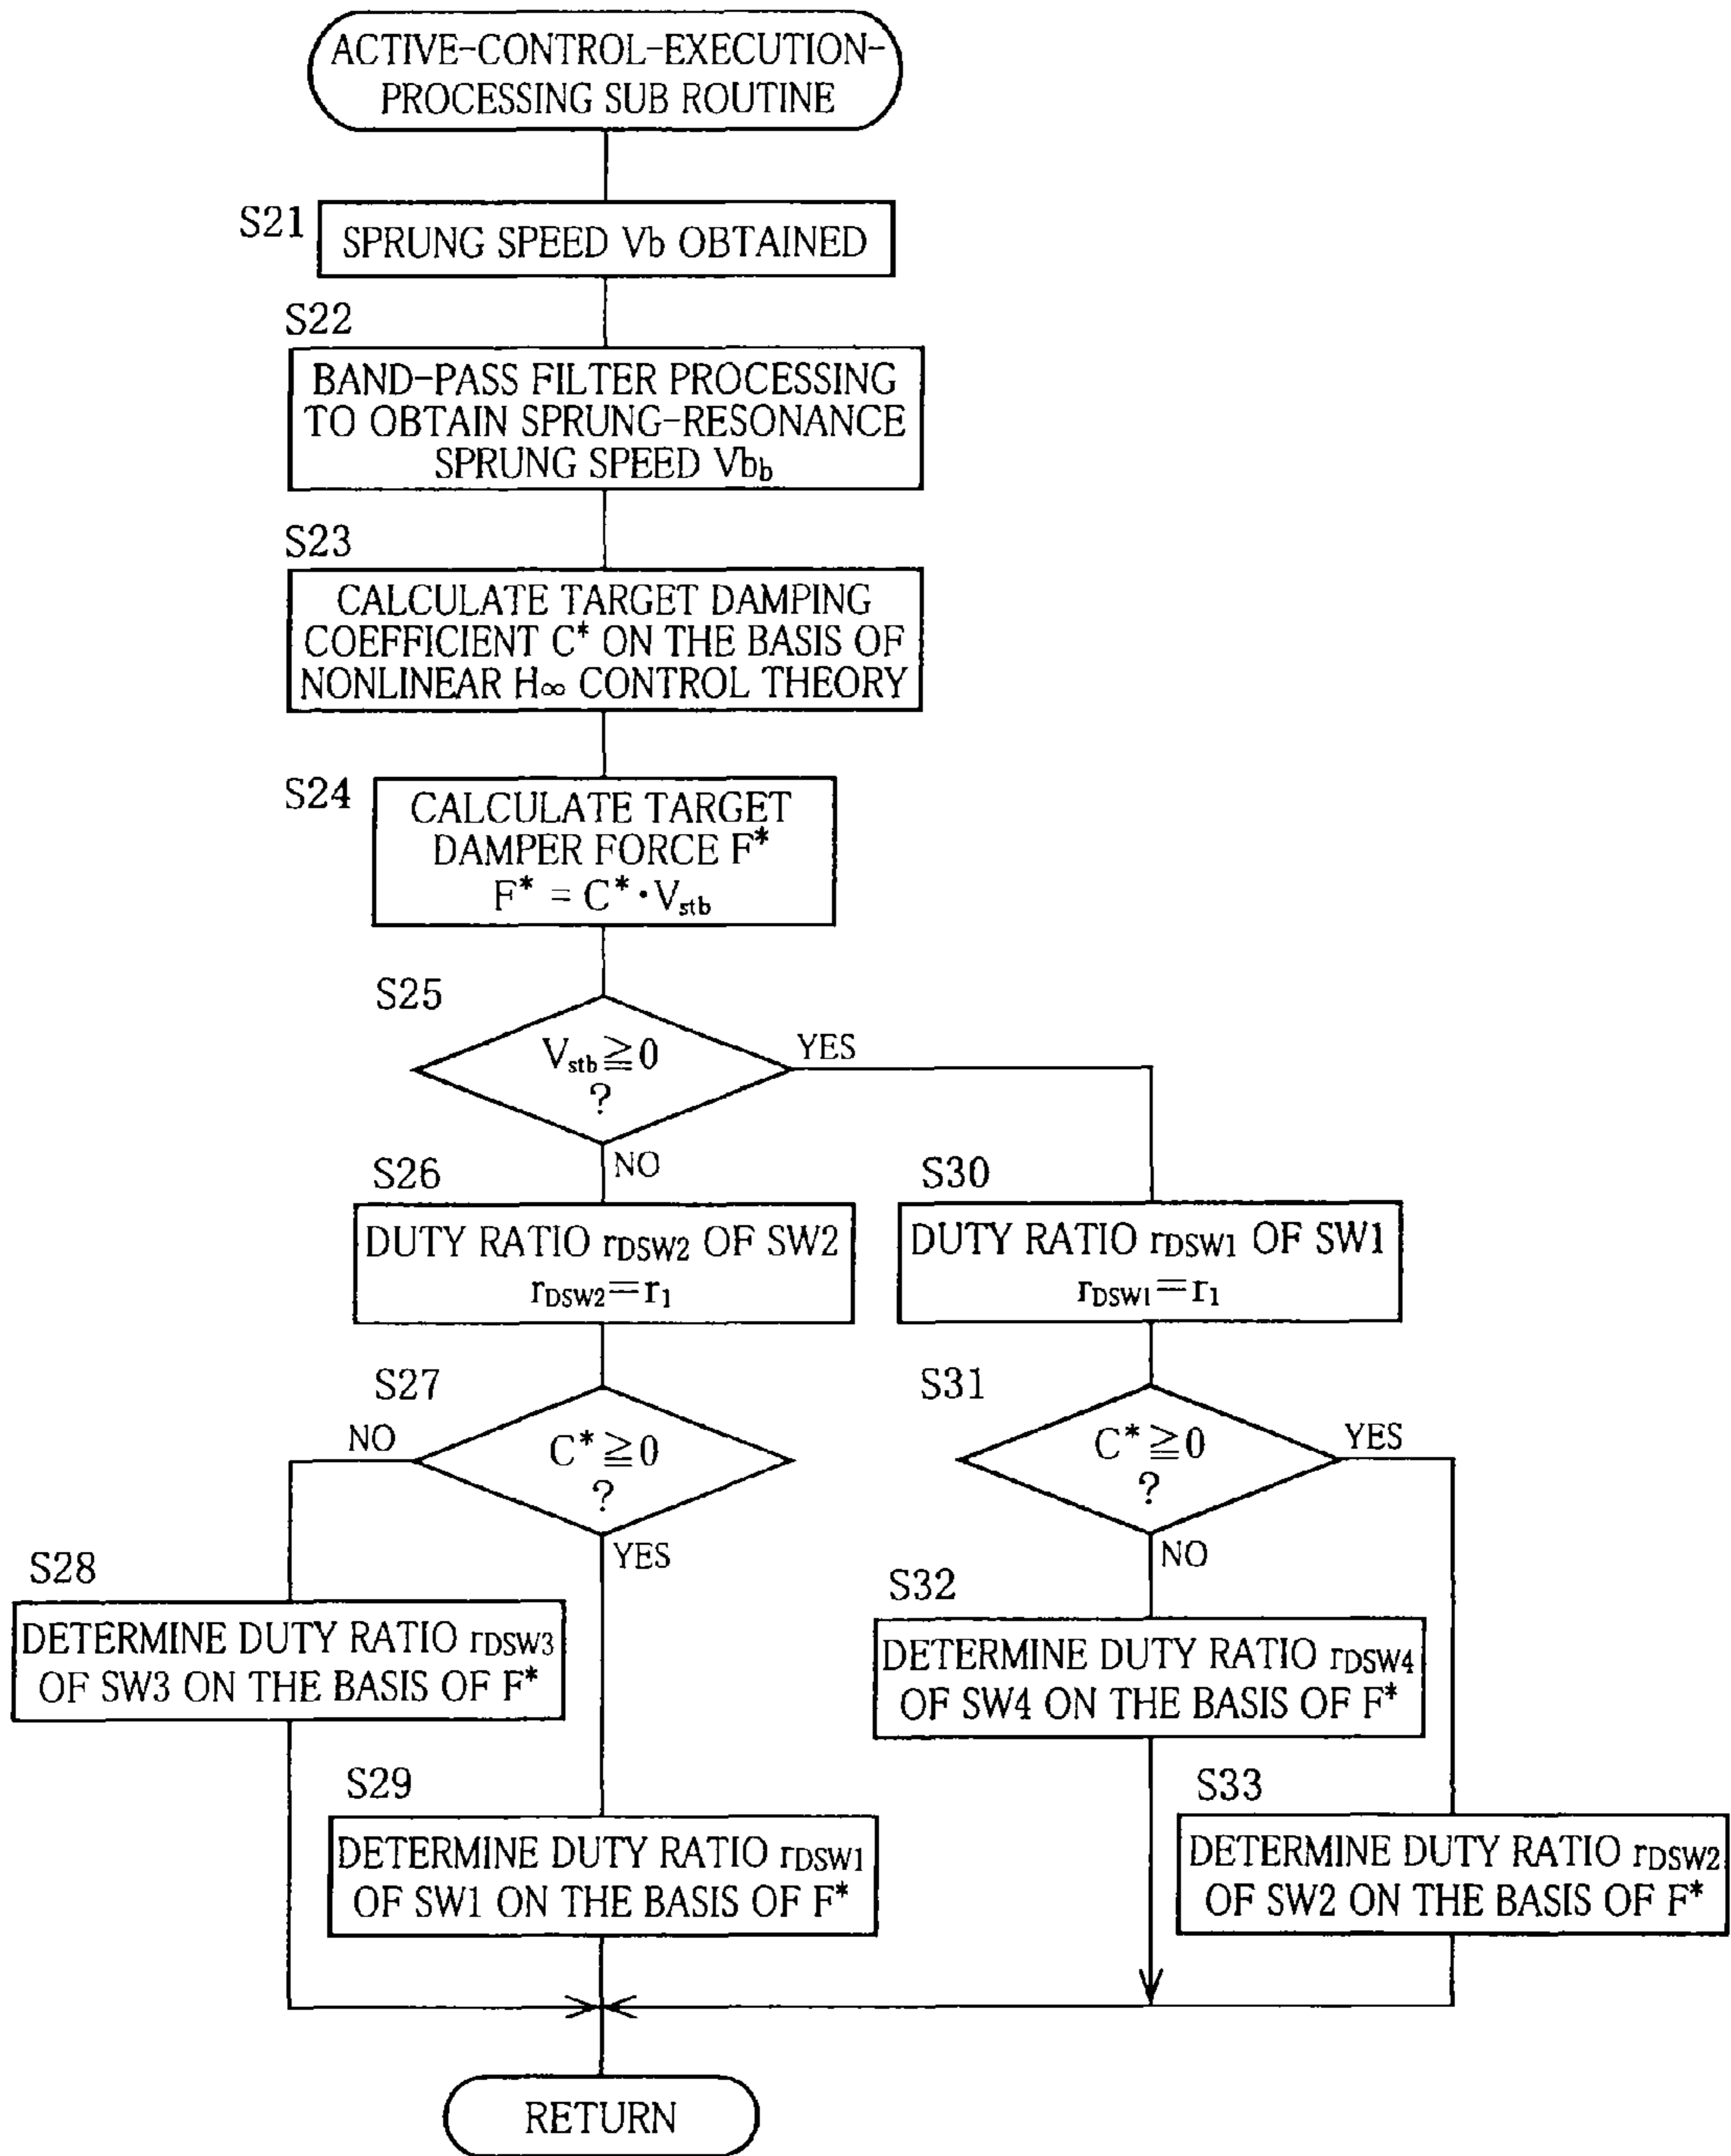 ACTIVE-CONTROL-EXECUTION-
PROCESSING SUB ROUTINE
S21
SPRUNG SPEED Vb OBTAINED
S22
BAND-PASS FILTER PROCESSING
TO OBTAIN SPRUNG-RESONANCE
SPRUNG SPEED Vbb
S23
CALCULATE TARGET DAMPING
COEFFICIENT C* ON THE BASIS OF
NONLINEAR H∞ CONTROL THEORY
S24
CALCULATE TARGET
DAMPER FORCE F*
F* = C*·Vstb
S25
Vstb≧0
?
YES
NO
S26
DUTY RATIO rDSW2 OF SW2
rDSW2=r1
S30
DUTY RATIO rDSW1 OF SW1
rDSW1=r1
S27
C*≧0
?
NO
YES
S31
C*≧0
?
YES
NO
S28
DETERMINE DUTY RATIO rDSW3
OF SW3 ON THE BASIS OF F*
S32
DETERMINE DUTY RATIO rDSW4
OF SW4 ON THE BASIS OF F*
S29
DETERMINE DUTY RATIO rDSW1
OF SW1 ON THE BASIS OF F*
S33
DETERMINE DUTY RATIO rDSW2
OF SW2 ON THE BASIS OF F*
RETURN